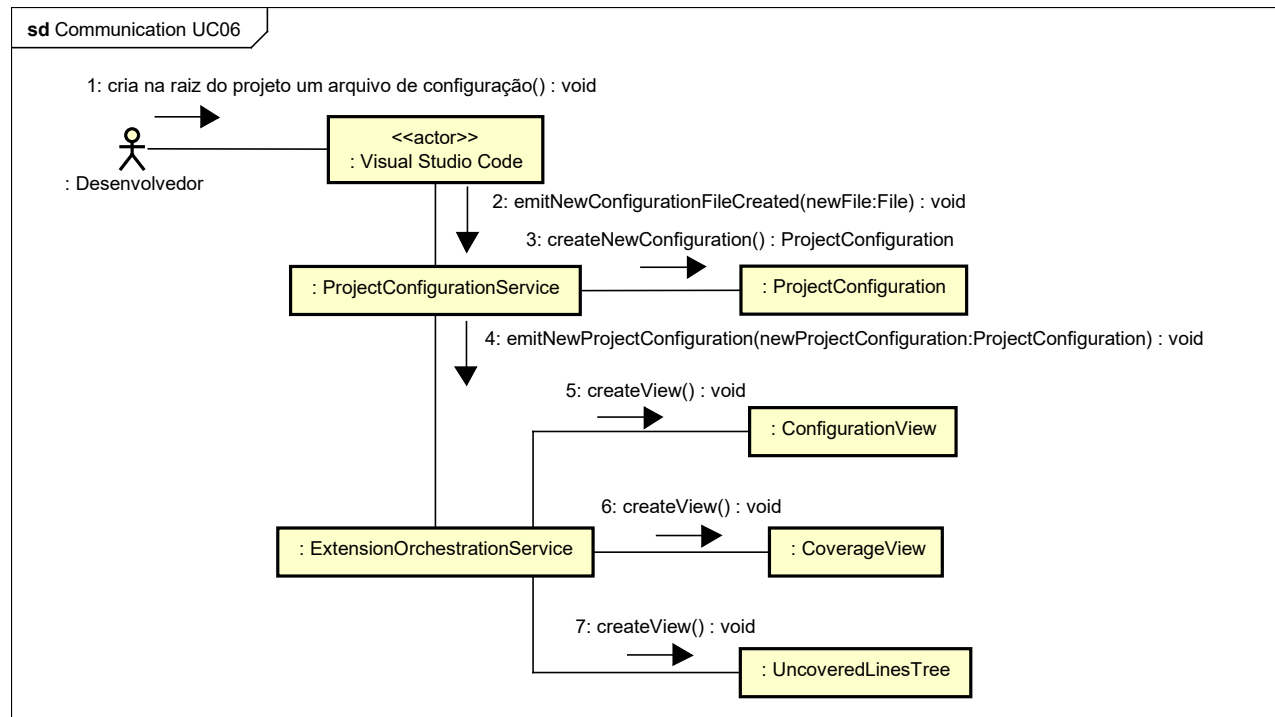 sd Communication UC06
1: cria na raiz do projeto um arquivo de configuração() : void
<<actor>>
: Visual Studio Code
: Desenvolvedor
2: emitNewConfigurationFileCreated(newFile:File) : void
3: createNewConfiguration() : ProjectConfiguration
: ProjectConfigurationService
: ProjectConfiguration
4: emitNewProjectConfiguration(newProjectConfiguration:ProjectConfiguration) : void
5: createView() : void
: ConfigurationView
6: createView() : void
: ExtensionOrchestrationService
: CoverageView
7: createView() : void
: UncoveredLinesTree